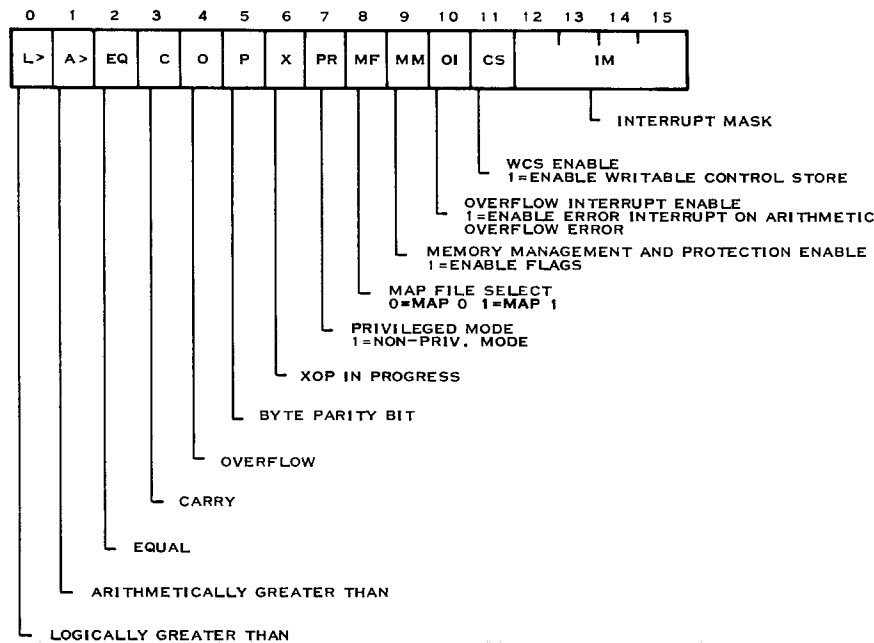 0 1 2 3 4 5 6 7 8 9 10 11 12 13 14 15
L> A> EQ C O P X PR MF MM OI CS IM
INTERRUPT MASK
WCS ENABLE
1=ENABLE WRITABLE CONTROL STORE
OVERFLOW INTERRUPT ENABLE
1=ENABLE ERROR INTERRUPT ON ARITHMETIC
OVERFLOW ERROR
MEMORY MANAGEMENT AND PROTECTION ENABLE
1=ENABLE FLAGS
MAP FILE SELECT
0=MAP 0 1=MAP 1
PRIVILEGED MODE
1=NON-PRIV. MODE
XOP IN PROGRESS
BYTE PARITY BIT
OVERFLOW
CARRY
EQUAL
ARITHMETICALLY GREATER THAN
LOGICALLY GREATER THAN